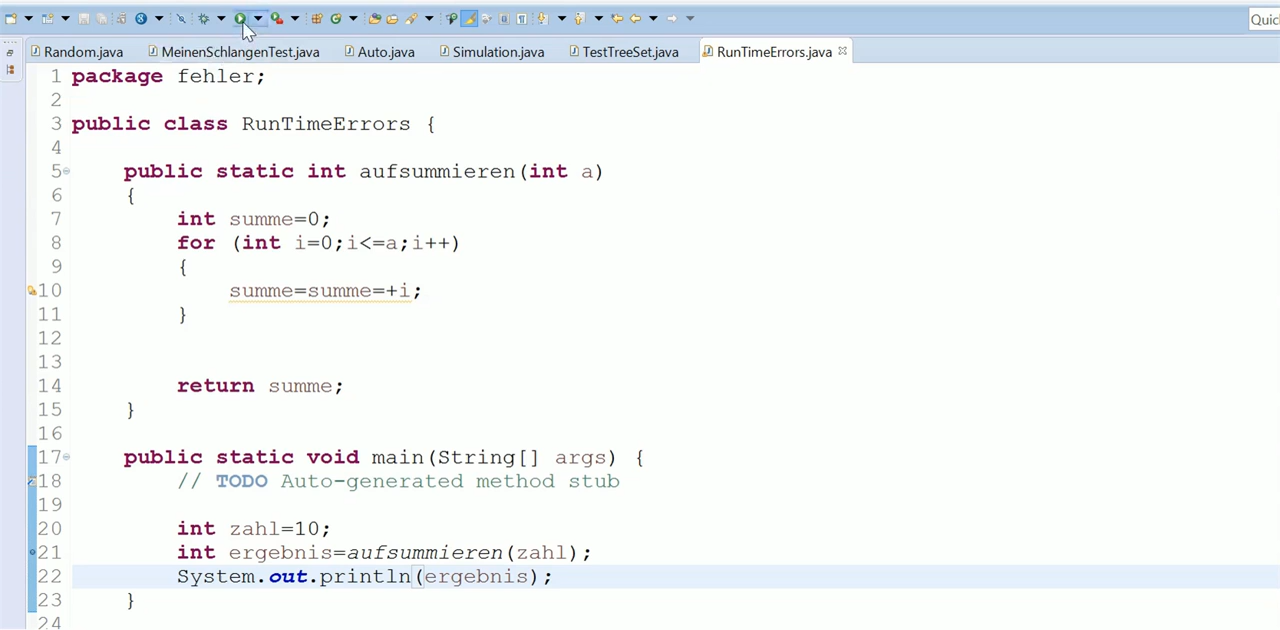 Quic
Random.java MeinenSchlangenTest.java Auto.java Simulation.java TestTreeSet.java RunTimeErrors.java
1 package fehler;
2
3 public class RunTimeErrors {
4
5 public static int aufsummieren(int a)
6 {
7 int summe=0;
8 for (int i=0;i<=a;i++)
9 {
10 summe=summe=+i;
11 }
12
13
14 return summe;
15 }
16
17 public static void main(String[] args) {
18 // TODO Auto-generated method stub
19
20 int zahl=10;
21 int ergebnis=aufsummieren(zahl);
22 System.out.println(ergebnis);
23 }
24